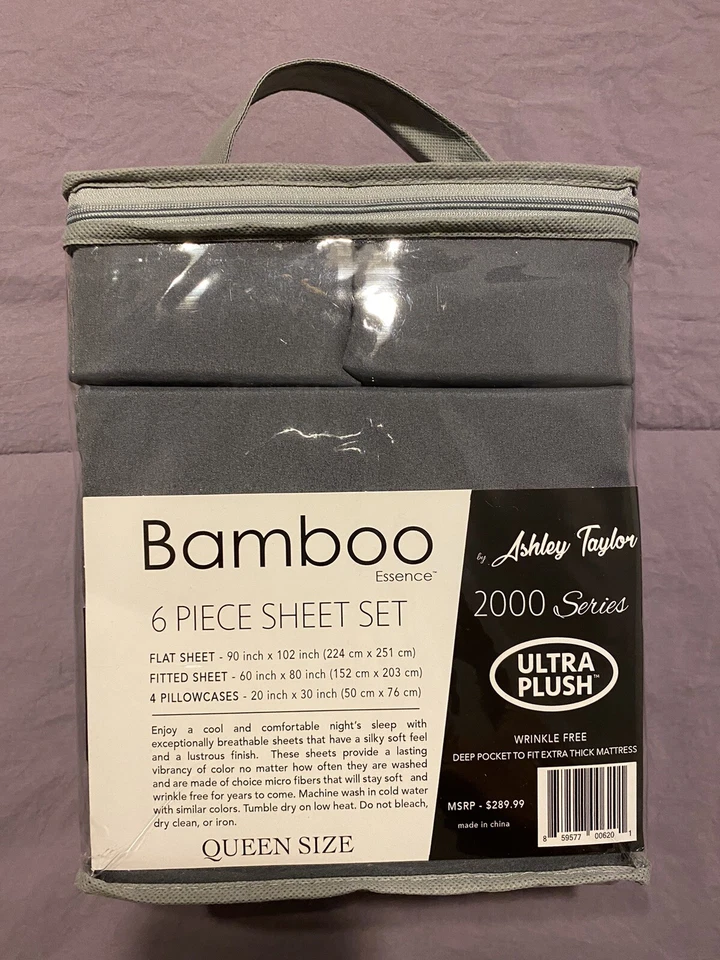 Bamboo
Essence™
6 PIECE SHEET SET
FLAT SHEET - 90 inch x 102 inch (224 cm x 251 cm)
FITTED SHEET - 60 inch x 80 inch (152 cm x 203 cm)
4 PILLOWCASES - 20 inch x 30 inch (50 cm x 76 cm)
Enjoy a cool and comfortable night's sleep with
exceptionally breathable sheets that have a silky soft feel
and a lustrous finish. These sheets provide a lasting
vibrancy of color no matter how often they are washed
and are made of choice micro fibers that will stay soft and
wrinkle free for years to come. Machine wash in cold water
with similar colors. Tumble dry on low heat. Do not bleach,
dry clean, or iron.
QUEEN SIZE
by Ashley Taylor
2000 Series
ULTRA
PLUSH™
WRINKLE FREE
DEEP POCKET TO FIT EXTRA THICK MATTRESS
MSRP - $289.99
made in china
8 59577 00620 1